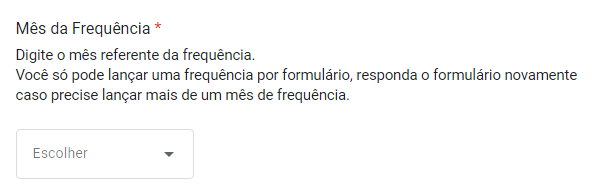 Mês da Frequência *
Digite o mês referente da frequência.
Você só pode lançar uma frequência por formulário, responda o formulário novamente
caso precise lançar mais de um mês de frequência.
Escolher